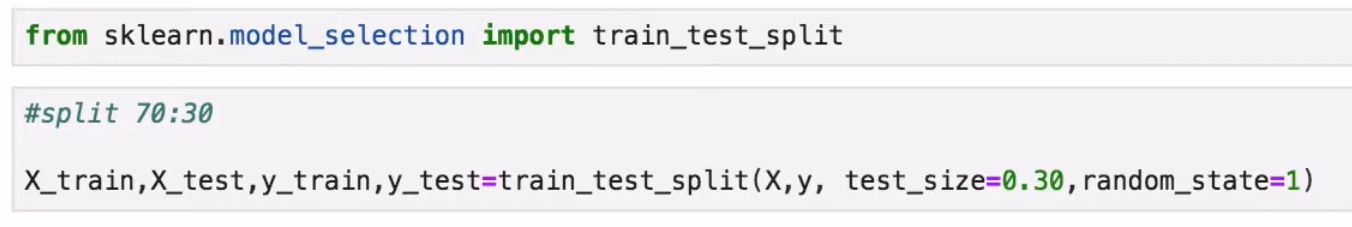 from sklearn.model_selection import train_test_split
#split 70:30
X_train,X_test,y_train,y_test=train_test_split(X,y, test_size=0.30,random_state=1)